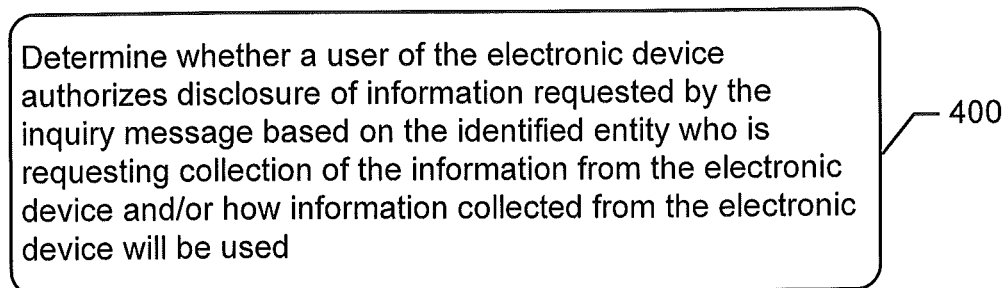 Determine whether a user of the electronic device
authorizes disclosure of information requested by the
inquiry message based on the identified entity who is
requesting collection of the information from the electronic
device and/or how information collected from the electronic
device will be used
400